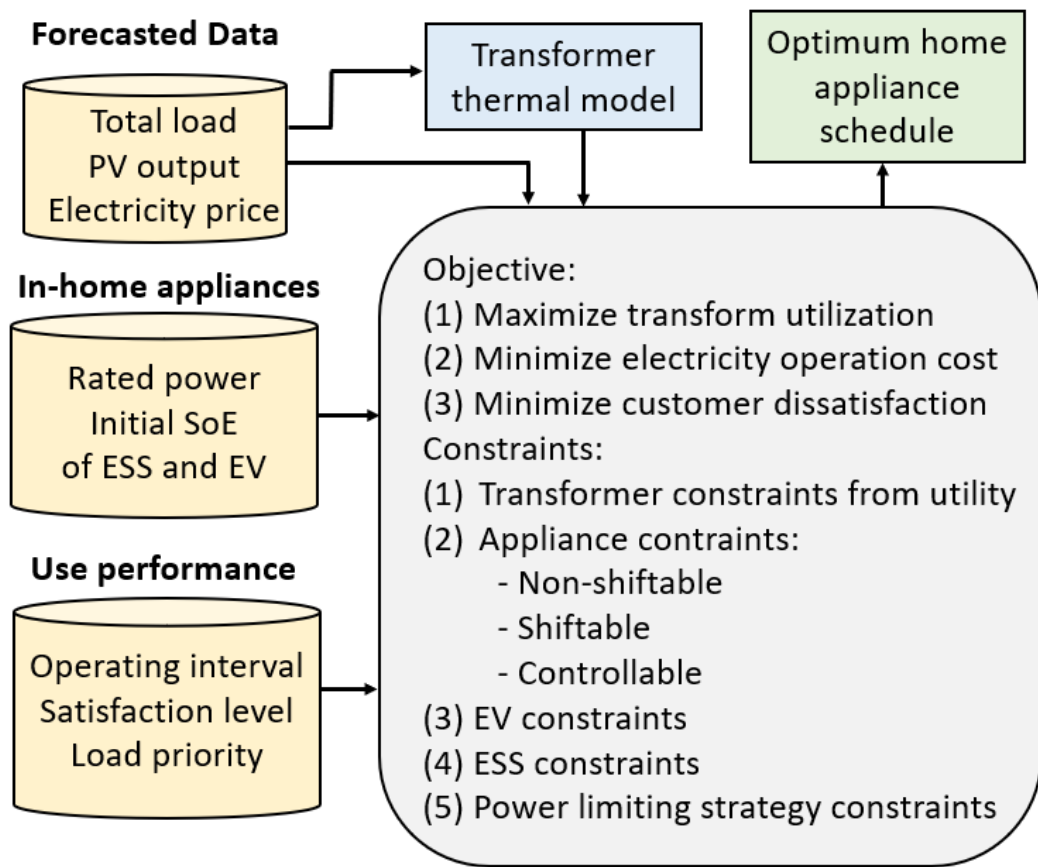 Forecasted Data
Total load
PV output
Electricity price
Transformer
thermal model
Optimum home
appliance
schedule
In-home appliances
Rated power
Initial SoE
of ESS and EV
Use performance
Operating interval
Satisfaction level
Load priority
Objective:
(1) Maximize transform utilization
(2) Minimize electricity operation cost
(3) Minimize customer dissatisfaction
Constraints:
(1) Transformer constraints from utility
(2) Appliance contraints:
- Non-shiftable
- Shiftable
- Controllable
(3) EV constraints
(4) ESS constraints
(5) Power limiting strategy constraints